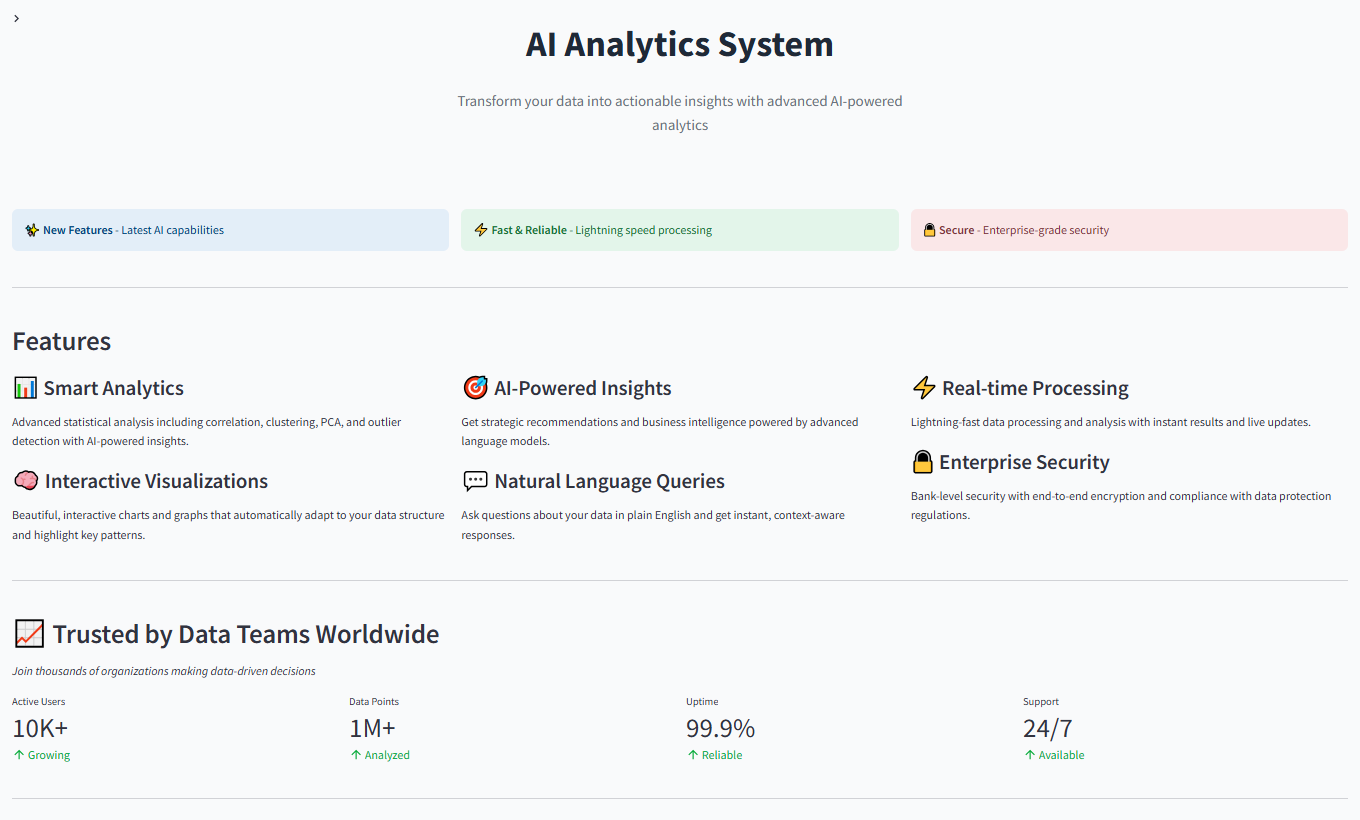 AI Analytics System
Transform your data into actionable insights with advanced AI-powered
analytics
New Features - Latest AI capabilities
Fast & Reliable - Lightning speed processing
Secure - Enterprise-grade security
Features
Smart Analytics
Advanced statistical analysis including correlation, clustering, PCA, and outlier
detection with AI-powered insights.
Interactive Visualizations
Beautiful, interactive charts and graphs that automatically adapt to your data structure
and highlight key patterns.
AI-Powered Insights
Get strategic recommendations and business intelligence powered by advanced
language models.
Natural Language Queries
Ask questions about your data in plain English and get instant, context-aware
responses.
Real-time Processing
Lightning-fast data processing and analysis with instant results and live updates.
Enterprise Security
Bank-level security with end-to-end encryption and compliance with data protection
regulations.
Trusted by Data Teams Worldwide
Join thousands of organizations making data-driven decisions
Active Users
10K+
↑ Growing
Data Points
1M+
↑ Analyzed
Uptime
99.9%
↑ Reliable
Support
24/7
↑ Available